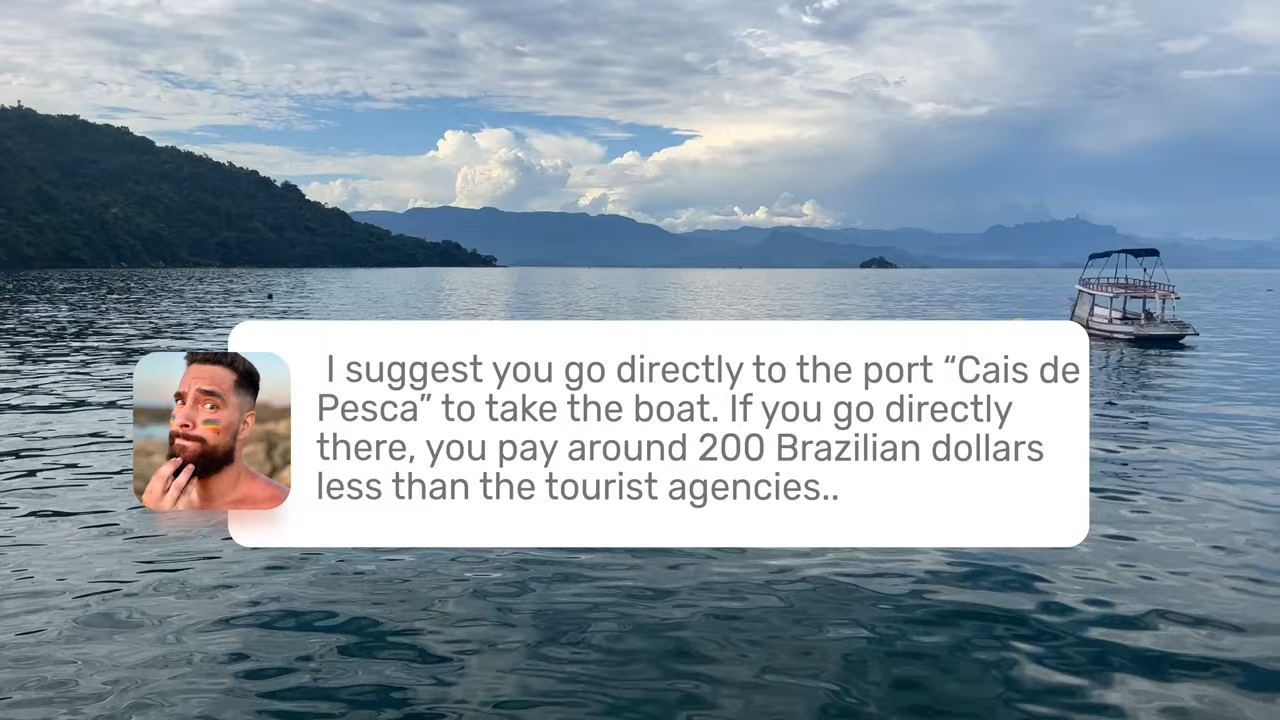 I suggest you go directly to the port “Cais de
Pesca” to take the boat. If you go directly
there, you pay around 200 Brazilian dollars
less than the tourist agencies..